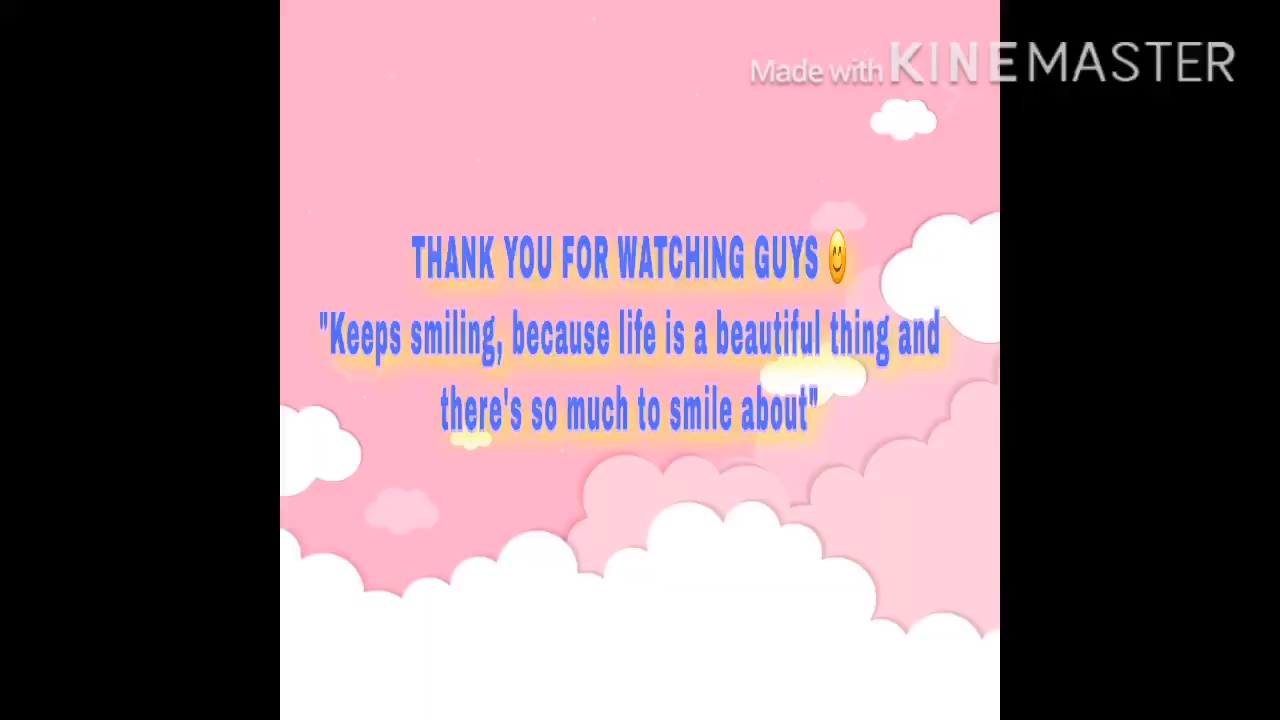 Made with KINEMASTER
THANK YOU FOR WATCHING GUYS 😊
"Keeps smiling, because life is a beautiful thing and
there's so much to smile about"